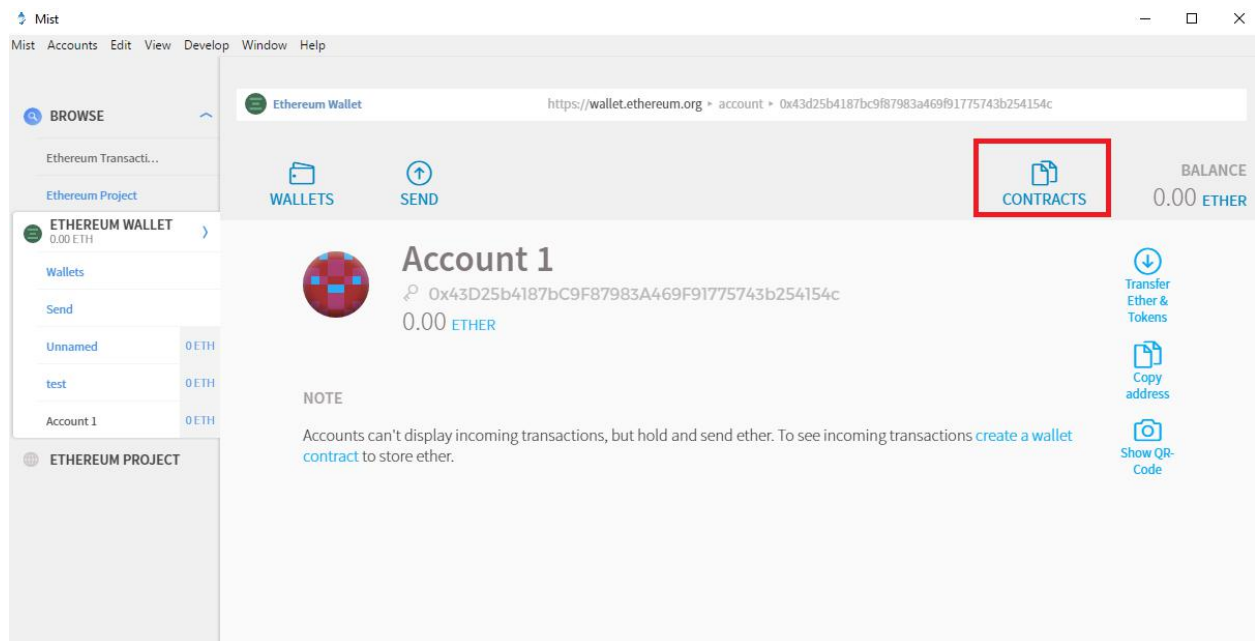 Mist
Mist Accounts Edit View Develop Window Help
BROWSE
Ethereum Transacti...
Ethereum Project
ETHEREUM WALLET
0.00 ETH
Wallets
Send
Unnamed 0 ETH
test 0 ETH
Account 1 0 ETH
ETHEREUM PROJECT
Ethereum Wallet https://wallet.ethereum.org ▸ account ▸ 0x43d25b4187bc9f87983a469f91775743b254154c
WALLETS SEND CONTRACTS
BALANCE
0.00 ETHER
Account 1
0x43D25b4187bC9F87983A469F91775743b254154c
0.00 ETHER
NOTE
Accounts can't display incoming transactions, but hold and send ether. To see incoming transactions create a wallet
contract to store ether.
Transfer
Ether &
Tokens
Copy
address
Show QR-
Code